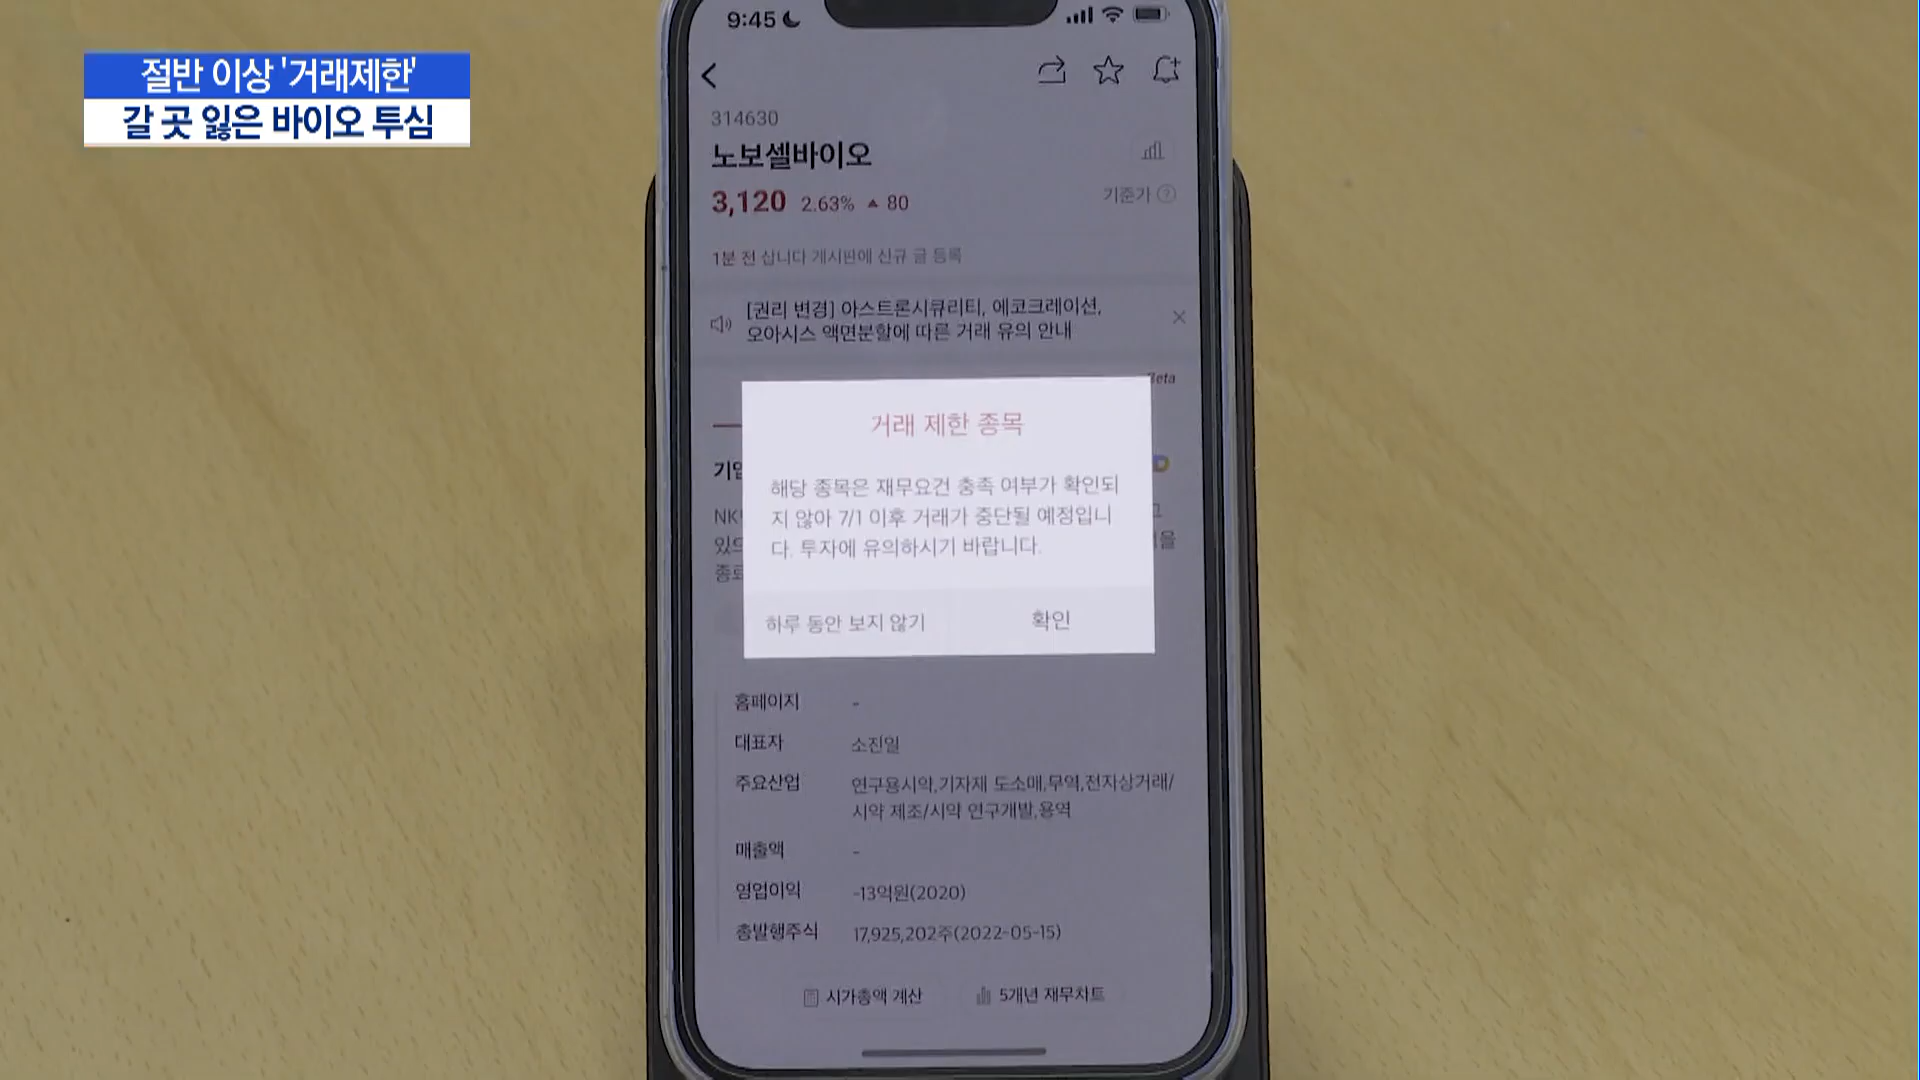 절반 이상 '거래제한'
갈 곳 잃은 바이오 투심
9:45
314630
노보셀바이오
3,120 2.63% ▲ 80
기준가 ?
1분 전 삽니다 게시판에 신규 글 등록
[권리 변경] 아스트론시큐리티, 에코크레이션,
오아시스 액면분할에 따른 거래 유의 안내
Beta
거래 제한 종목
기업
해당 종목은 재무요건 충족 여부가 확인되
지 않아 7/1 이후 거래가 중단될 예정입니
다. 투자에 유의하시기 바랍니다.
NK
하루 동안 보지 않기 확인
홈페이지 -
대표자 소진일
주요산업 연구용시약,기자재 도소매,무역,전자상거래/
시약 제조/시약 연구개발,용역
매출액 -
영업이익 -13억원(2020)
총발행주식 17,925,202주(2022-05-15)
시가총액 계산 5개년 재무차트